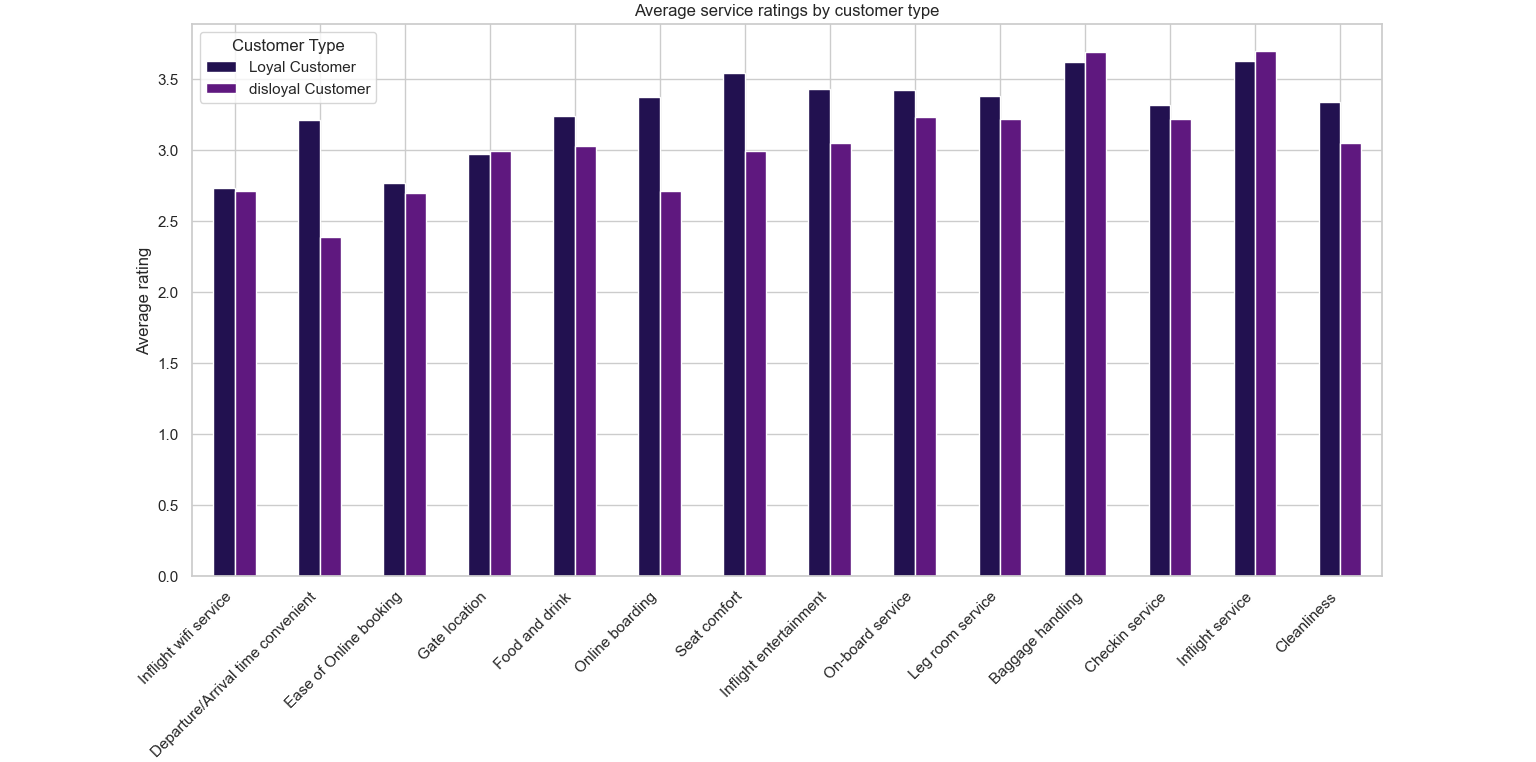 Average service ratings by customer type
Customer Type
Loyal Customer
disloyal Customer
Average rating
3.5
3.0
2.5
2.0
1.5
1.0
0.5
0.0
Inflight wifi service
Departure/Arrival time convenient
Ease of Online booking
Gate location
Food and drink
Online boarding
Seat comfort
Inflight entertainment
On-board service
Leg room service
Baggage handling
Checkin service
Inflight service
Cleanliness